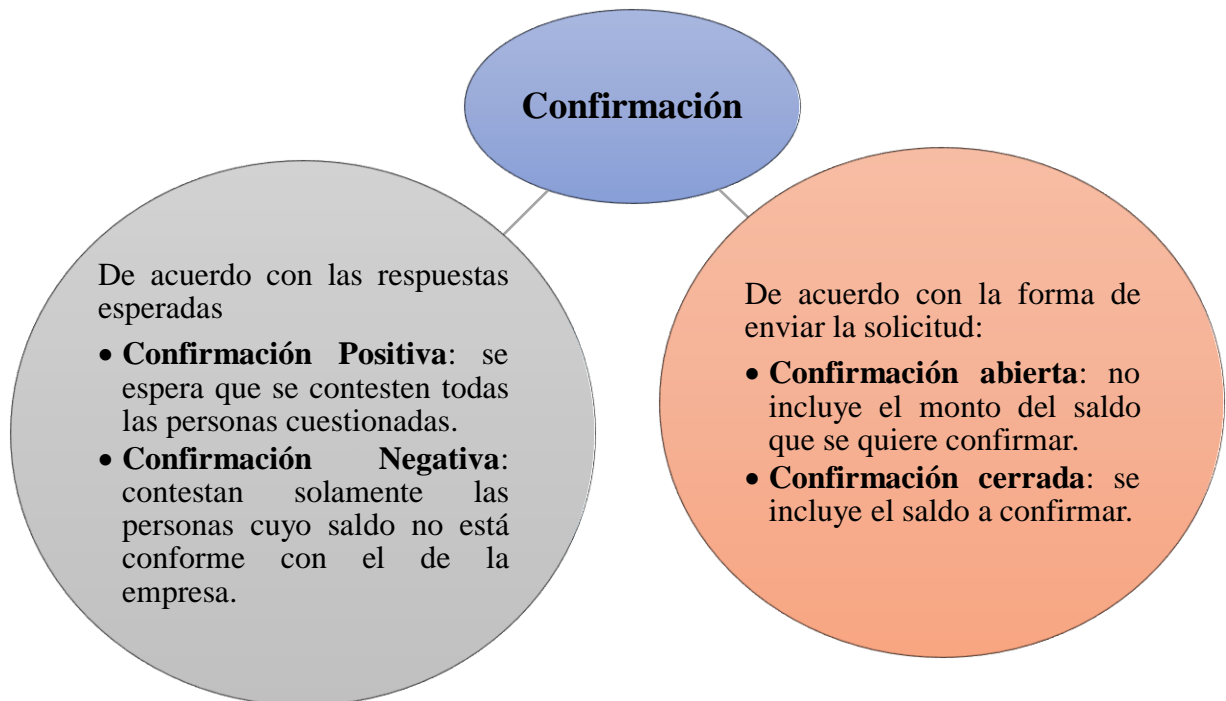 Confirmación
De acuerdo con las respuestas
esperadas
• Confirmación Positiva: se
espera que se contesten todas
las personas cuestionadas.
• Confirmación Negativa:
contestan solamente las
personas cuyo saldo no está
conforme con el de la
empresa.
De acuerdo con la forma de
enviar la solicitud:
• Confirmación abierta: no
incluye el monto del saldo
que se quiere confirmar.
• Confirmación cerrada: se
incluye el saldo a confirmar.